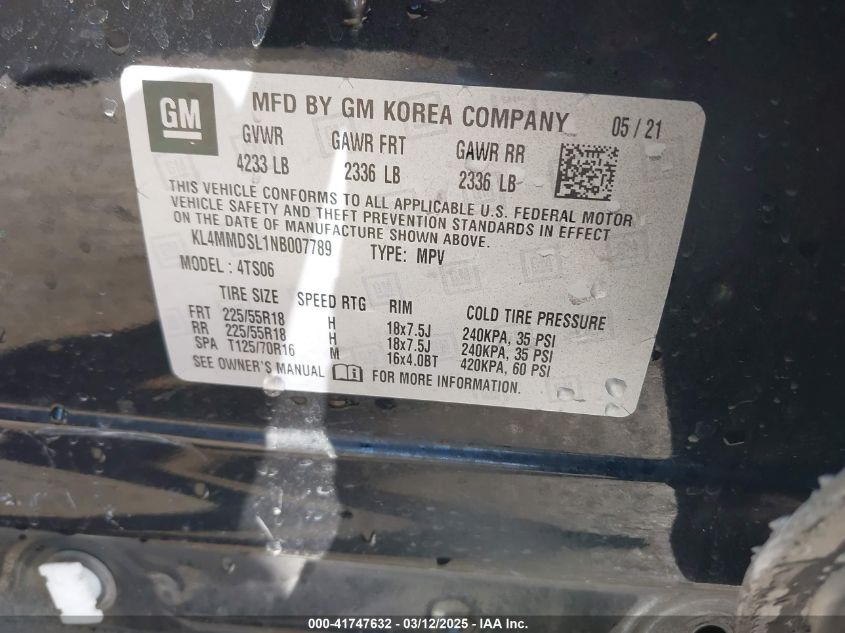 GM MFD BY GM KOREA COMPANY 05 / 21
GVWR GAWR FRT GAWR RR
4233 LB 2336 LB 2336 LB
THIS VEHICLE CONFORMS TO ALL APPLICABLE U.S. FEDERAL MOTOR
VEHICLE SAFETY AND THEFT PREVENTION STANDARDS IN EFFECT
ON THE DATE OF MANUFACTURE SHOWN ABOVE.
KL4MMDSL1NB007789 TYPE: MPV
MODEL : 4TS06
TIRE SIZE SPEED RTG RIM COLD TIRE PRESSURE
FRT 225/55R18 H 18x7.5J 240KPA, 35 PSI
RR 225/55R18 H 18x7.5J 240KPA, 35 PSI
SPA T125/70R16 M 16x4.0BT 420KPA, 60 PSI
SEE OWNER'S MANUAL FOR MORE INFORMATION.
000-41747632 - 03/12/2025 - IAA Inc.